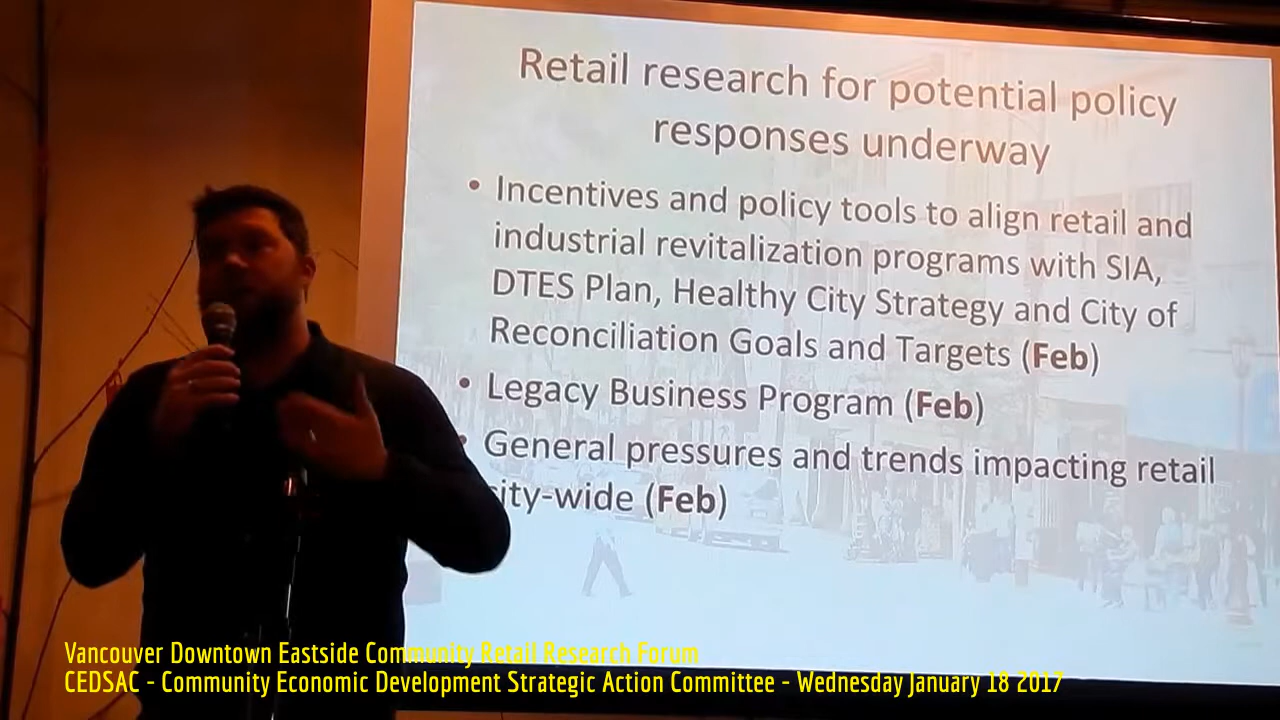 Retail research for potential policy
responses underway
• Incentives and policy tools to align retail and
industrial revitalization programs with SIA,
DTES Plan, Healthy City Strategy and City of
Reconciliation Goals and Targets (Feb)
• Legacy Business Program (Feb)
• General pressures and trends impacting retail
ity-wide (Feb)
Vancouver Downtown Eastside Community Retail Research Forum
CEDSAC - Community Economic Development Strategic Action Committee - Wednesday January 18 2017